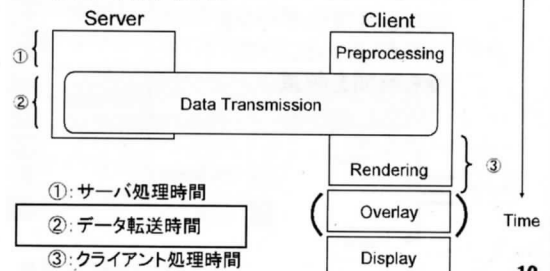 Server
Client
①
Preprocessing
②
Data Transmission
Rendering
③
①: サーバ処理時間
Overlay
②: データ転送時間
Time
③: クライアント処理時間
Display
10